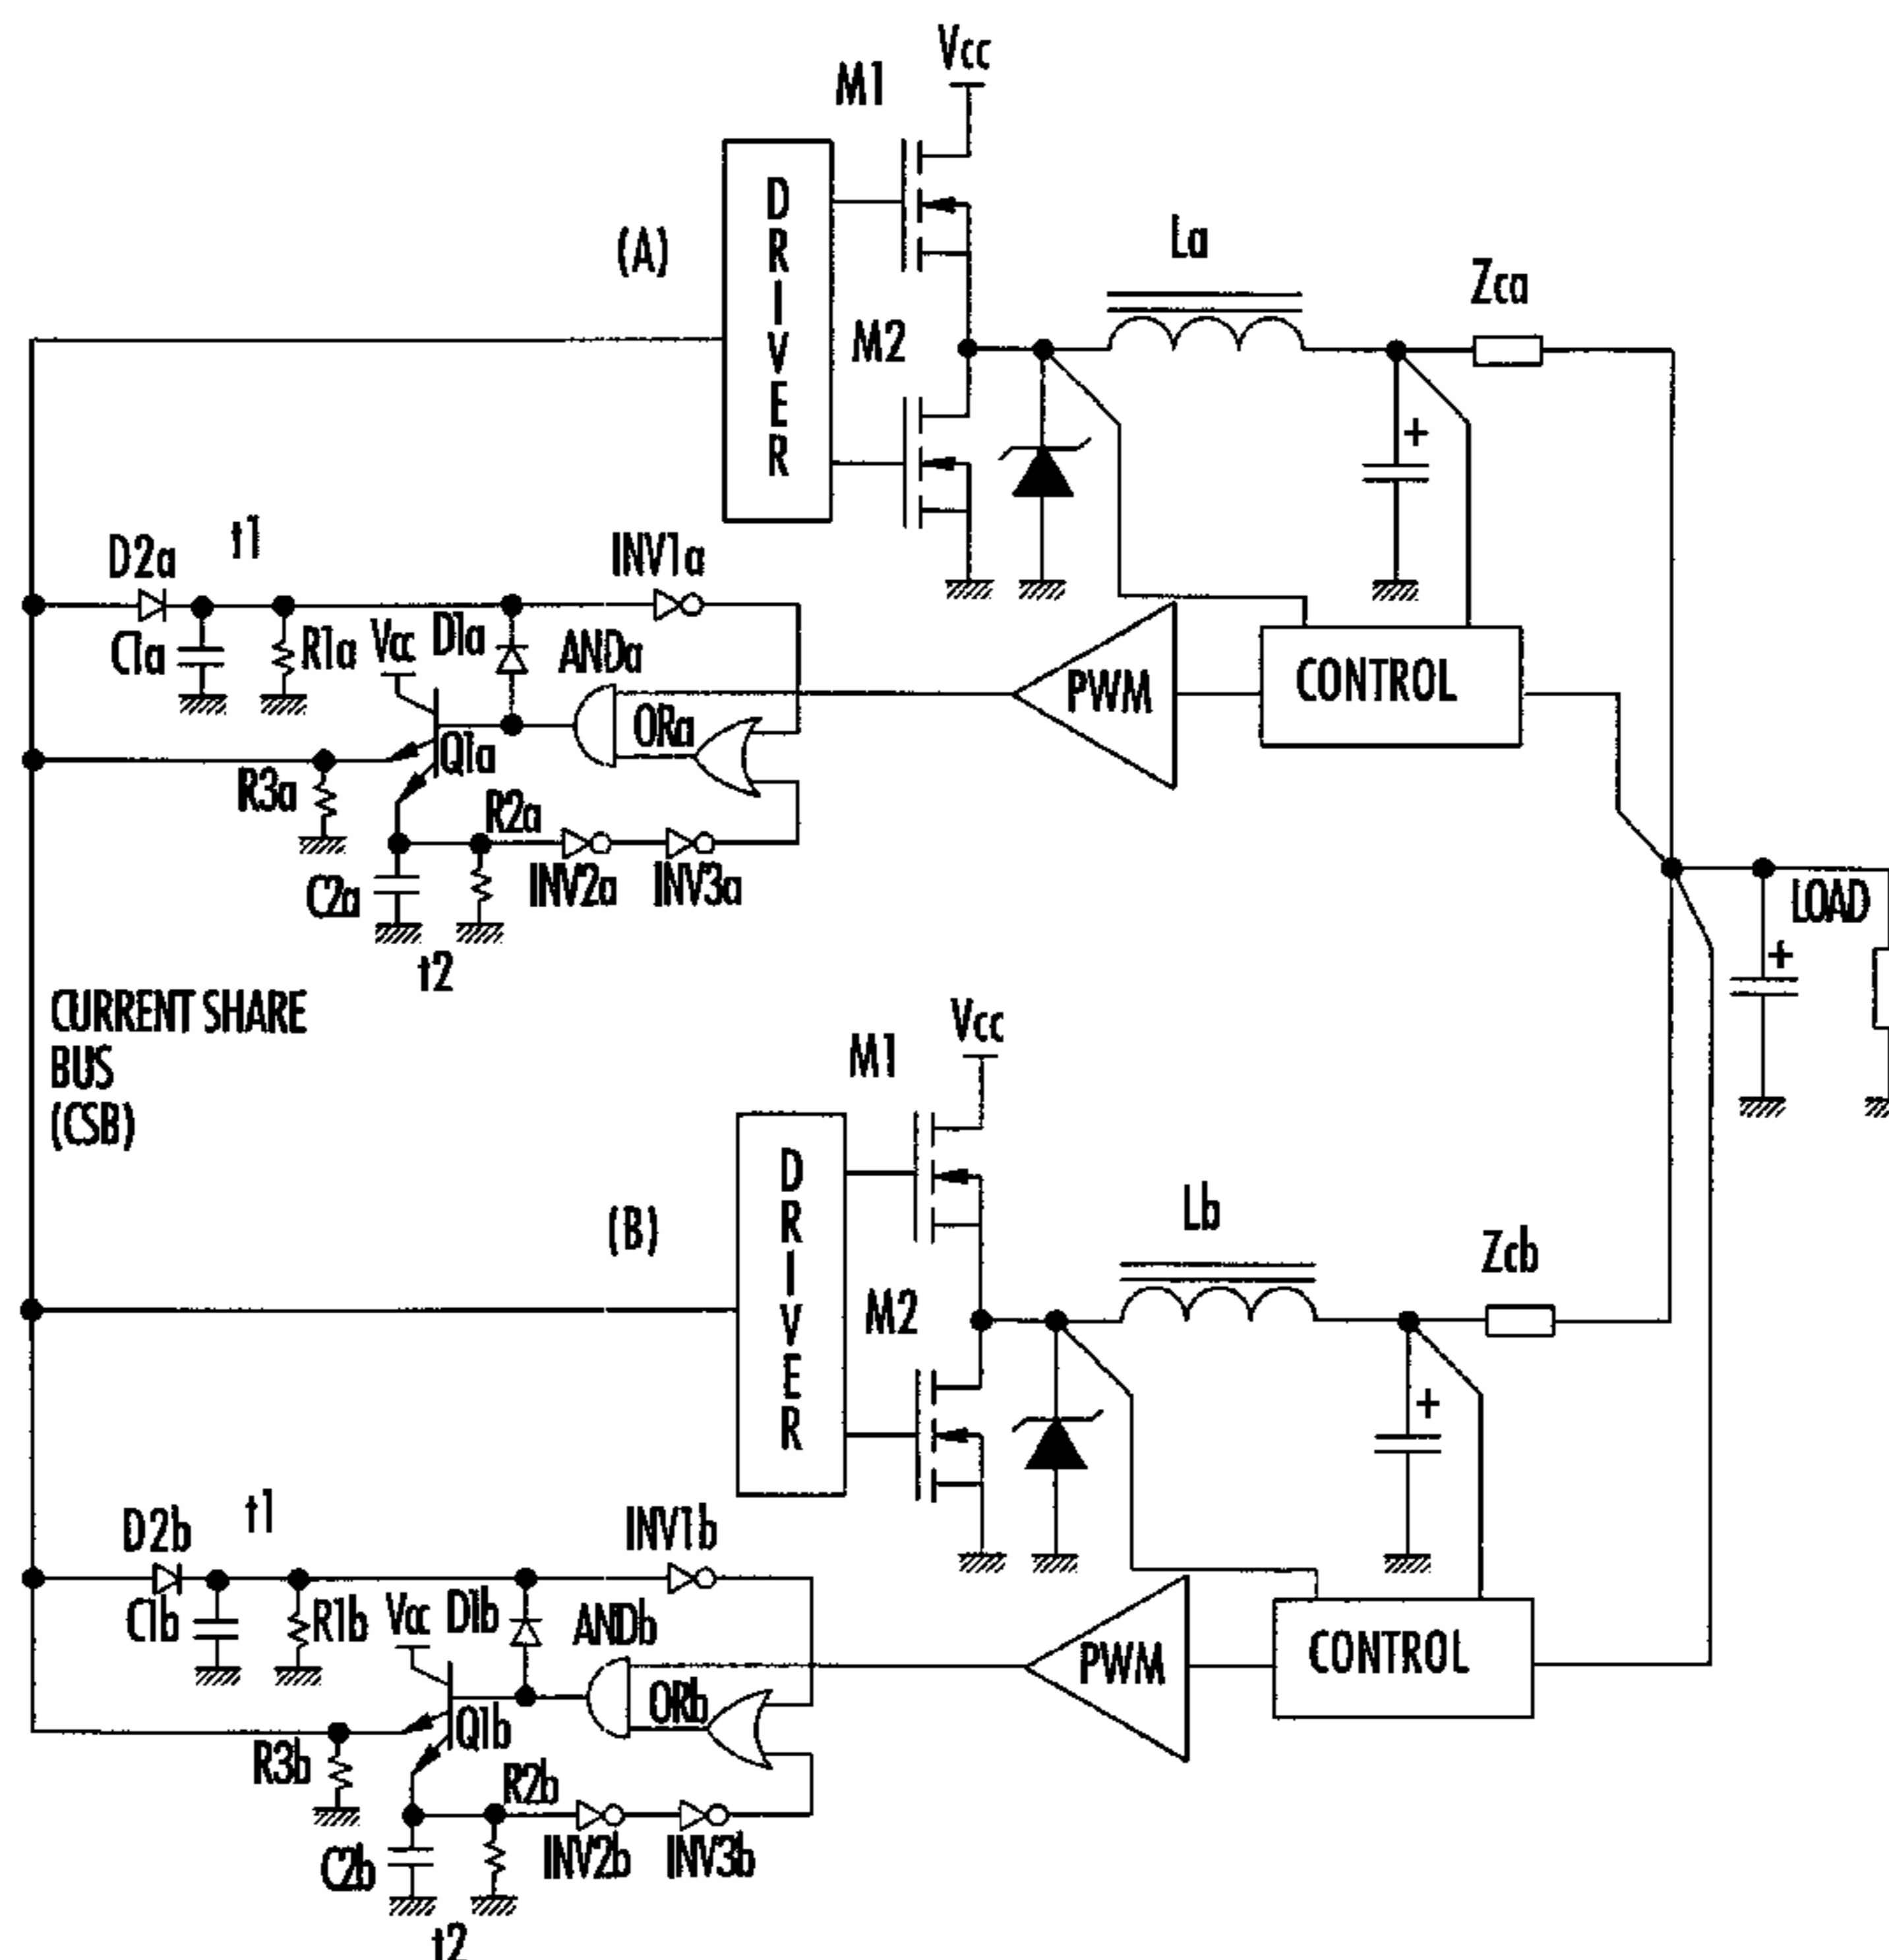 Vcc
M1
DRIVER
(A)
La
Zca
M2
+
t1
D2a
INV1a
C1a
R1a
Vcc
D1a
ANDa
PWM
CONTROL
ORa
Q1a
R3a
R2a
C2a
INV2a
INV3a
t2
LOAD
+
CURRENT SHARE
BUS
(CSB)
Vcc
M1
DRIVER
(B)
Lb
Zcb
M2
+
t1
D2b
INV1b
C1b
R1b
Vcc
D1b
ANDb
PWM
CONTROL
ORb
Q1b
R3b
R2b
C2b
INV2b
INV3b
t2